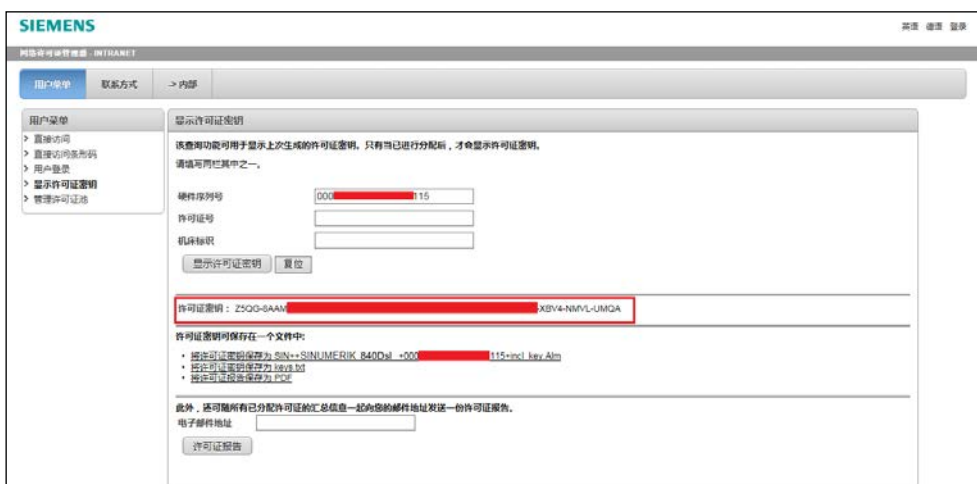 SIEMENS
英语 德语 登录
网络许可证管理器 - INTRANET
用户菜单 联系方式 -> 内部
用户菜单
> 直接访问
> 直接访问条形码
> 用户登录
> 显示许可证密钥
> 管理许可证池
显示许可证密钥
该查询功能可用于显示上次生成的许可证密钥。只有当已进行分配后，才会显示许可证密钥。
请填写两栏其中之一。
硬件序列号 000 115
许可证号
机床标识
显示许可证密钥 复位
许可证密钥： Z5QG-8AAM -XBV4-NMVL-UMQA
许可证密钥可保存在一个文件中:
• 将许可证密钥保存为 SIN++SINUMERIK_840Dsl_+000 115+incl_key.Alm
• 将许可证密钥保存为 keys.txt
• 将许可证报告保存为 PDF
此外，还可随所有已分配许可证的汇总信息一起向您的邮件地址发送一份许可证报告。
电子邮件地址
许可证报告